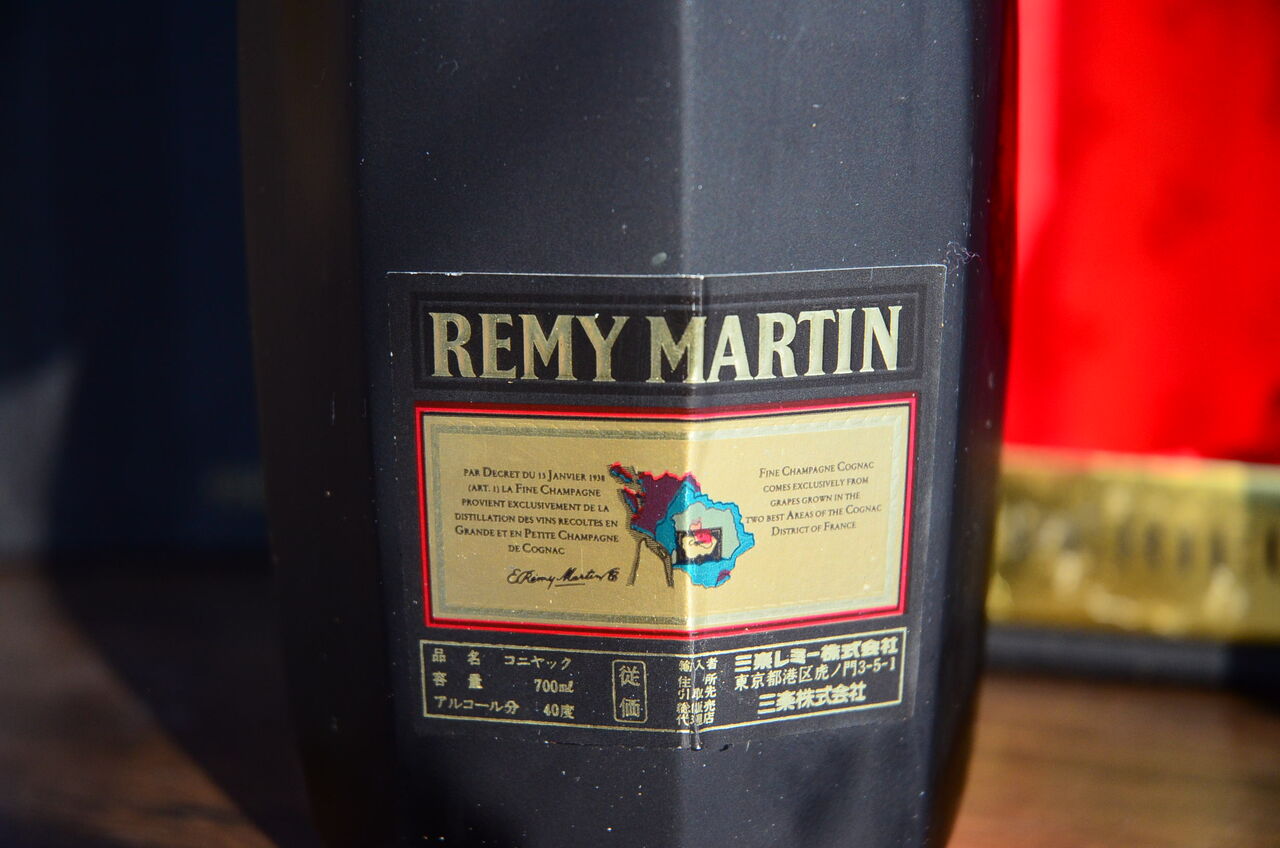 REMY MARTIN
PAR DECRET DU 13 JANVIER 1938
(ART. 1) LA FINE CHAMPAGNE
PROVIENT EXCLUSIVEMENT DE LA
DISTILLATION DES VINS RECOLTES EN
GRANDE ET EN PETITE CHAMPAGNE
DE COGNAC
E. Remy Martin &
FINE CHAMPAGNE COGNAC
COMES EXCLUSIVELY FROM
GRAPES GROWN IN THE
TWO BEST AREAS OF THE COGNAC
DISTRICT OF FRANCE
品名 コニヤック
容量 700ml
アルコール分 40度
従価
輸入者 三楽レミー株式会社
住所 東京都港区虎ノ門3-5-1
引取先
三楽株式会社